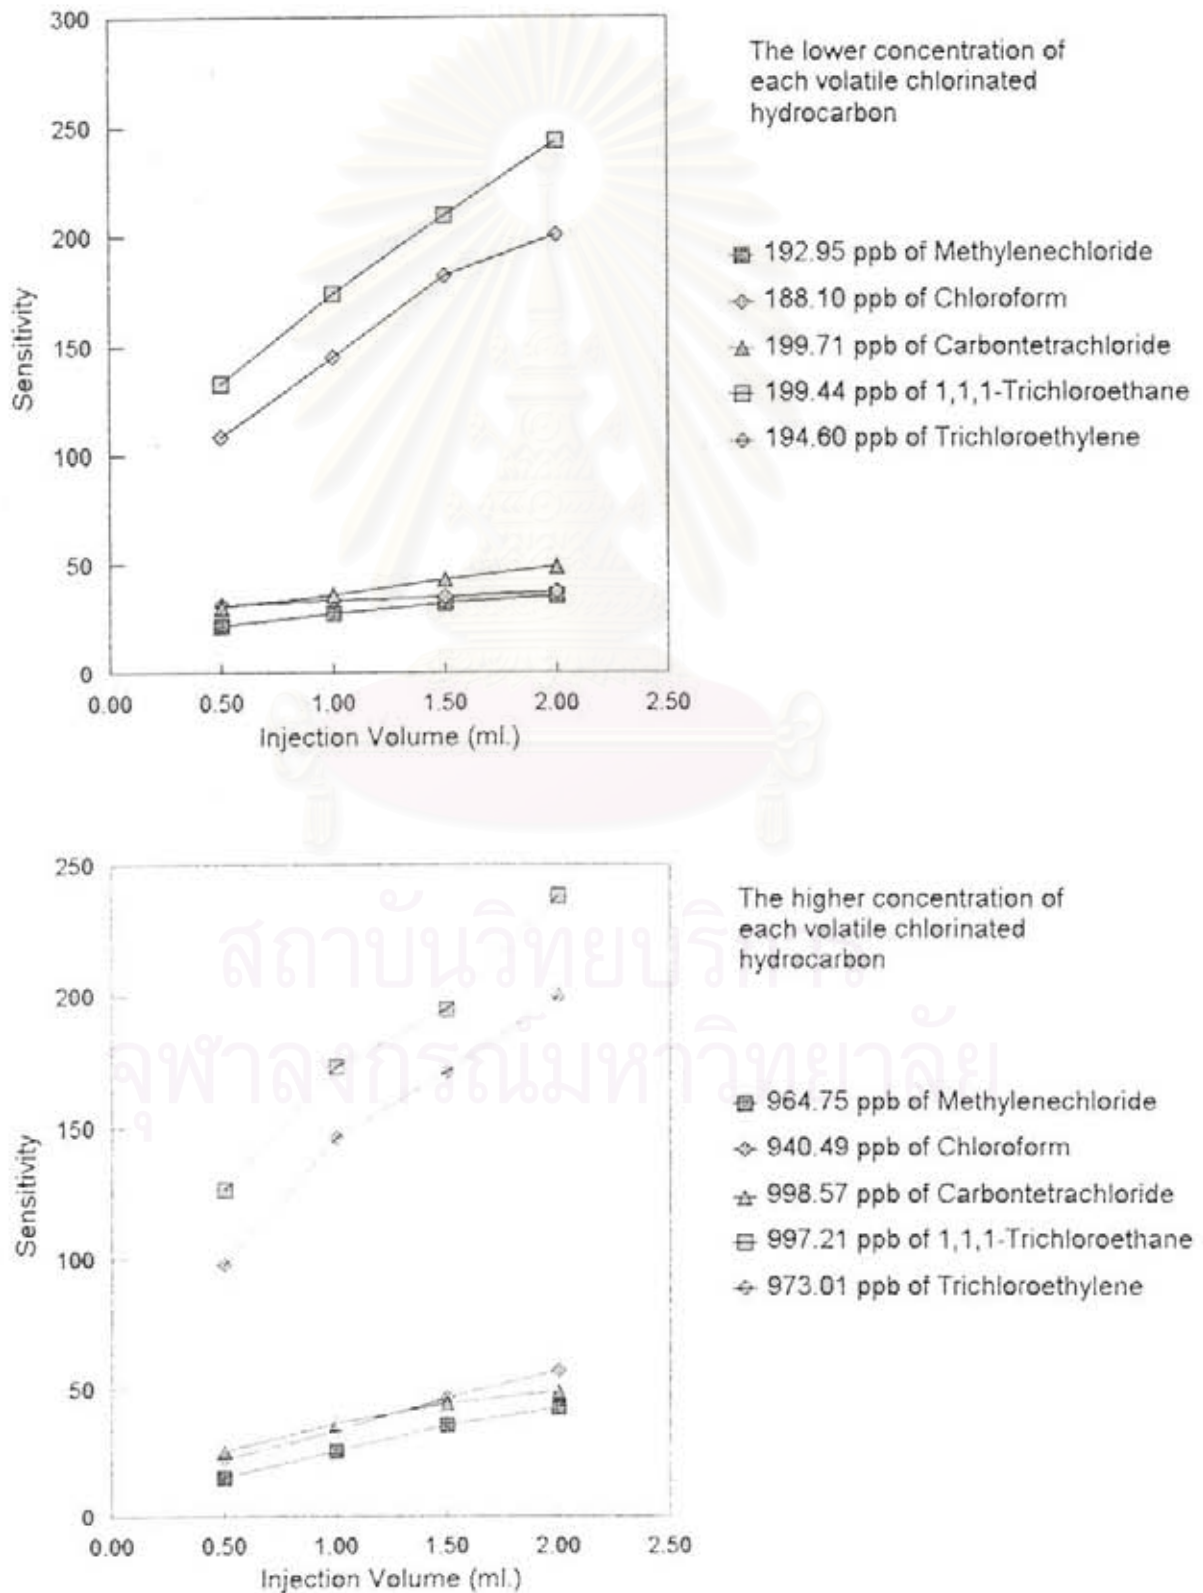 300
250
200
150
100
50
0
Sensitivity
0.00 0.50 1.00 1.50 2.00 2.50
Injection Volume (ml.)
The lower concentration of
each volatile chlorinated
hydrocarbon
192.95 ppb of Methylenechloride
188.10 ppb of Chloroform
199.71 ppb of Carbontetrachloride
199.44 ppb of 1,1,1-Trichloroethane
194.60 ppb of Trichloroethylene
250
200
150
100
50
0
Sensitivity
0.00 0.50 1.00 1.50 2.00 2.50
Injection Volume (ml.)
The higher concentration of
each volatile chlorinated
hydrocarbon
964.75 ppb of Methylenechloride
940.49 ppb of Chloroform
998.57 ppb of Carbontetrachloride
997.21 ppb of 1,1,1-Trichloroethane
973.01 ppb of Trichloroethylene
สถาบันวิทยบริการ
จุฬาลงกรณ์มหาวิทยาลัย